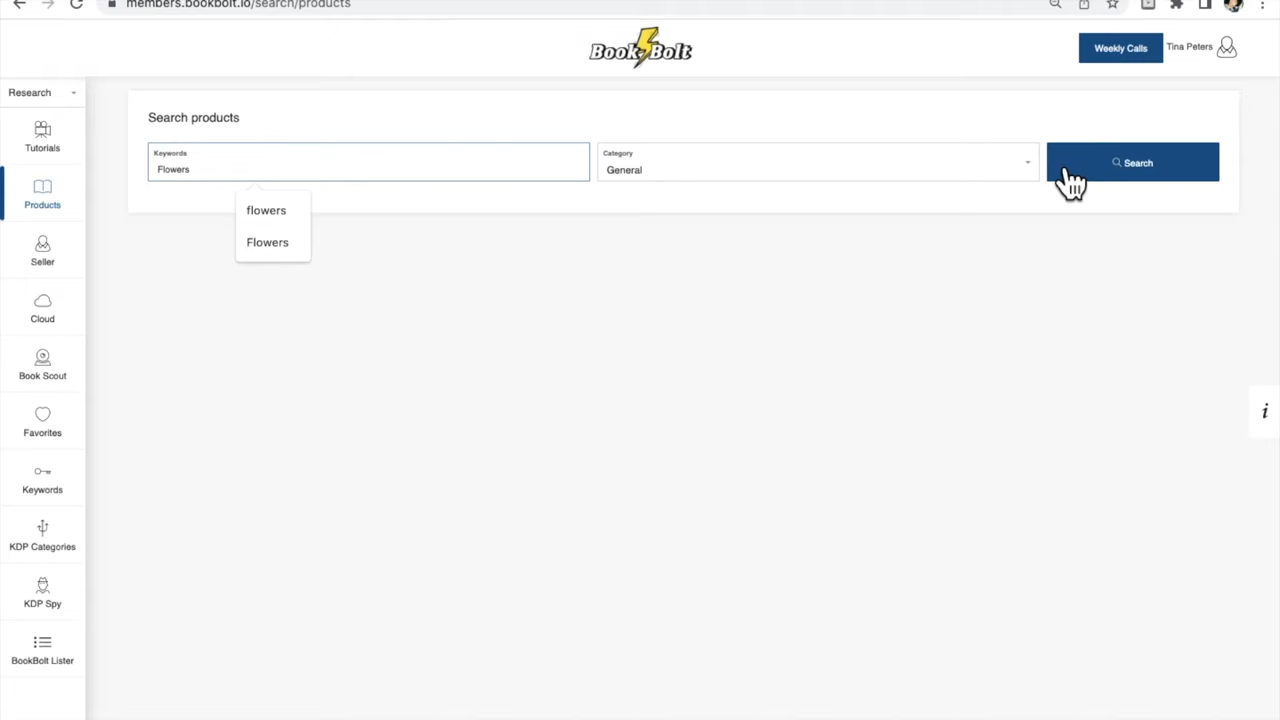 members.bookbolt.io/search/products
Book Bolt
Weekly Calls
Tina Peters
Research
Search products
Keywords
Flowers
Category
General
Search
flowers
Flowers
Tutorials
Products
Seller
Cloud
Book Scout
Favorites
Keywords
KDP Categories
KDP Spy
BookBolt Lister
i